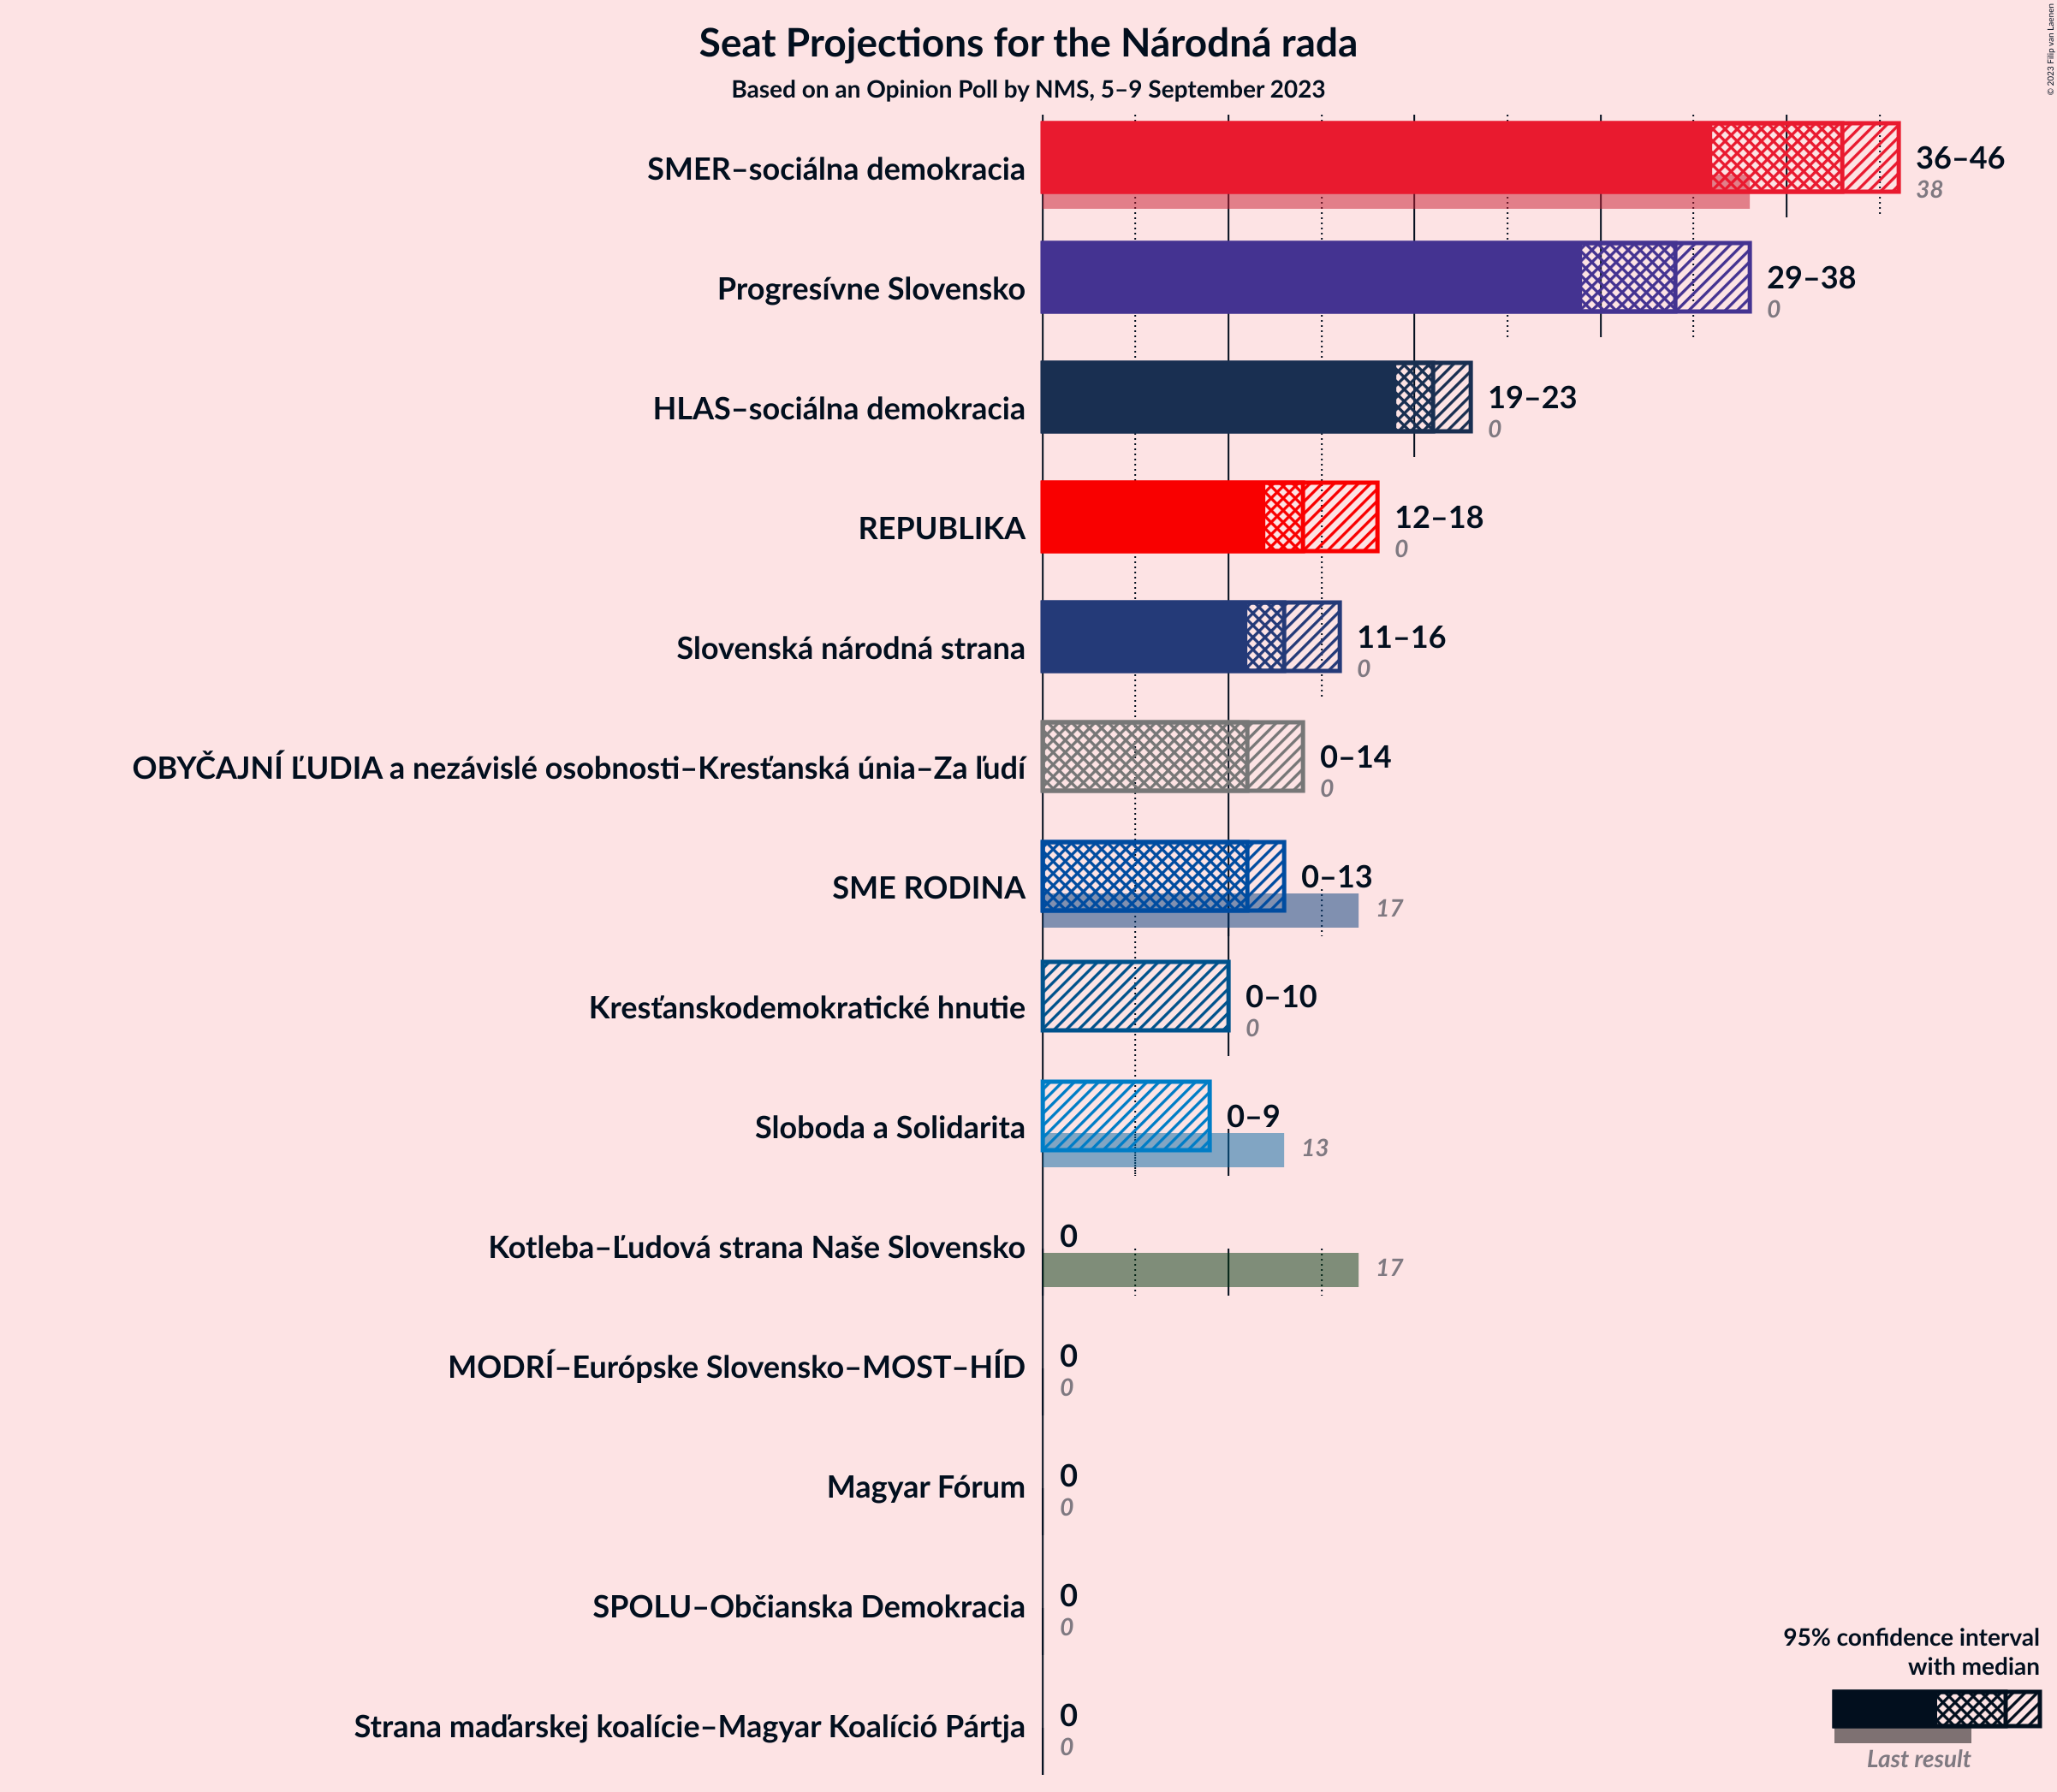 Seat Projections for the Národná rada
Based on an Opinion Poll by NMS, 5–9 September 2023
© 2023 Filip van Laenen
SMER–sociálna demokracia
36–46
38
Progresívne Slovensko
29–38
0
HLAS–sociálna demokracia
19–23
0
REPUBLIKA
12–18
0
Slovenská národná strana
11–16
0
OBYČAJNÍ ĽUDIA a nezávislé osobnosti–Kresťanská únia–Za ľudí
0–14
0
SME RODINA
0–13
17
Kresťanskodemokratické hnutie
0–10
0
Sloboda a Solidarita
0–9
13
Kotleba–Ľudová strana Naše Slovensko
0
17
MODRÍ–Európske Slovensko–MOST–HÍD
0
0
Magyar Fórum
0
0
SPOLU–Občianska Demokracia
0
0
Strana maďarskej koalície–Magyar Koalíció Pártja
0
0
95% confidence interval
with median
Last result